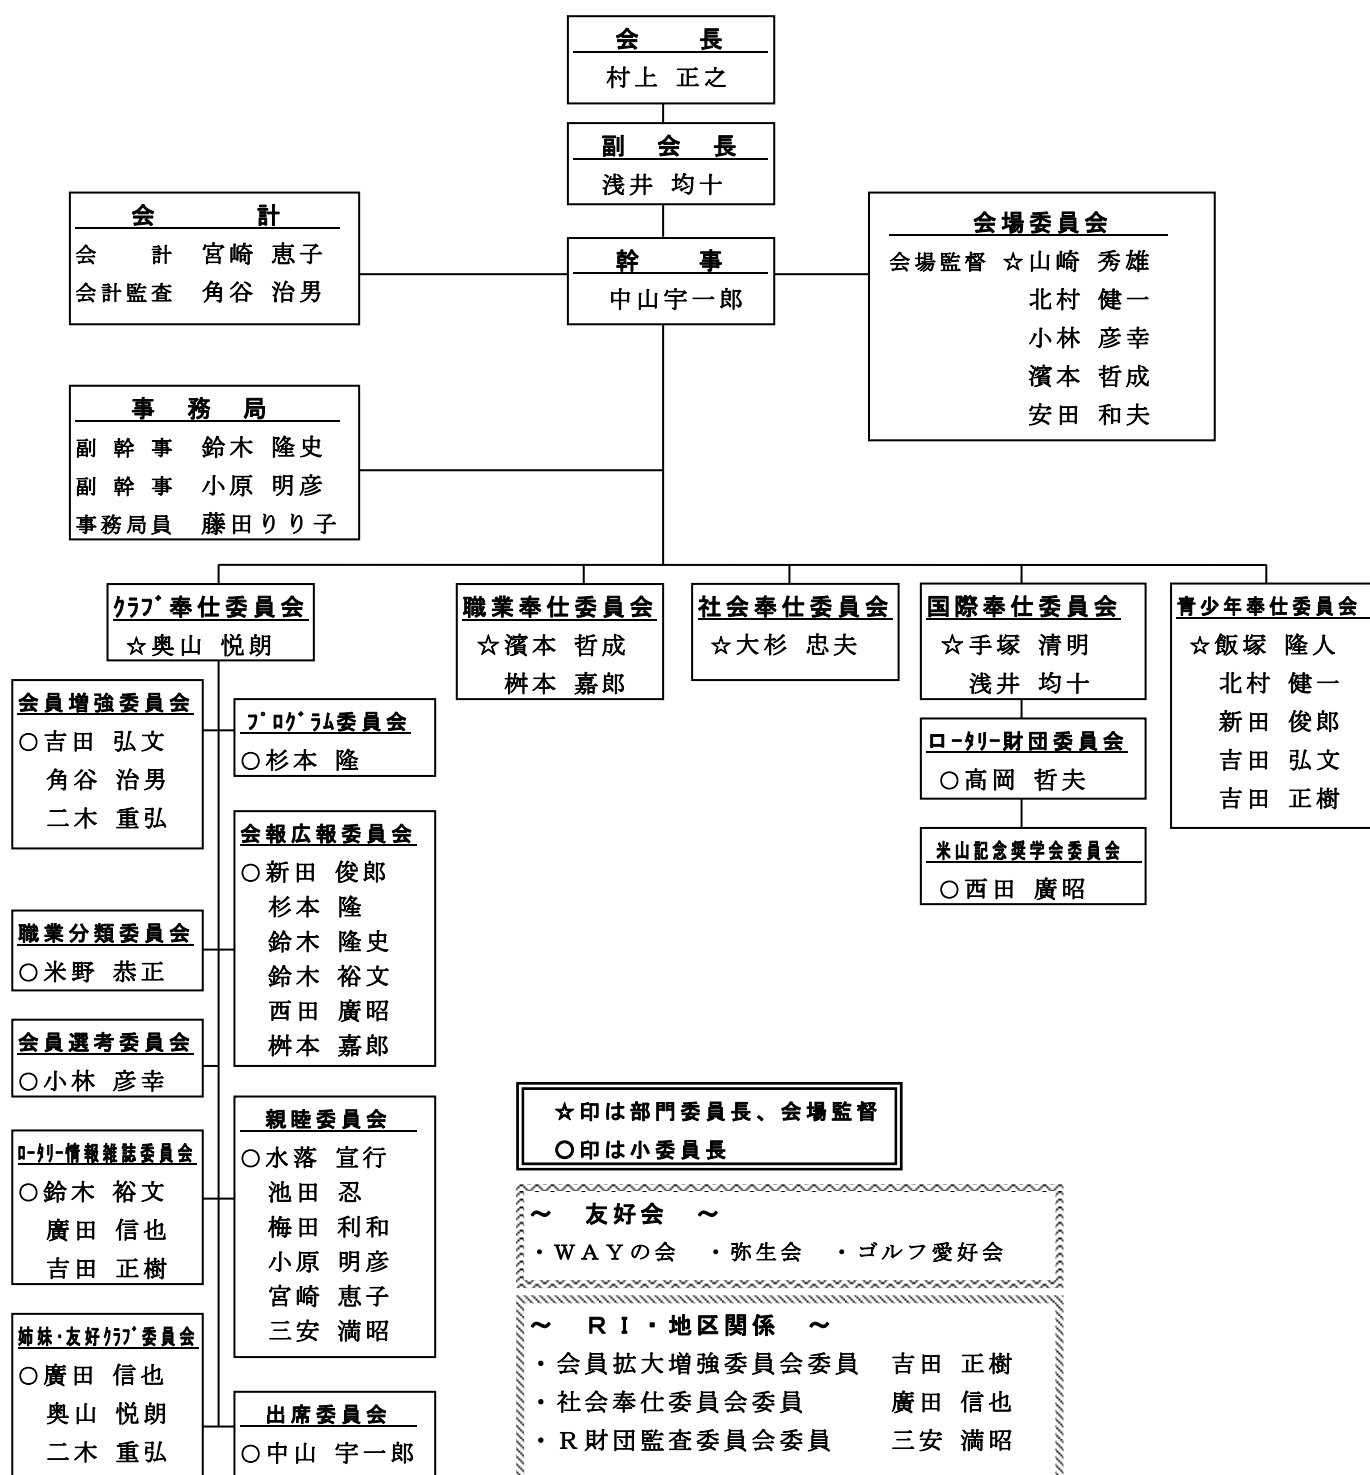 会　長
村上 正之
副 会 長
浅井 均十
会　計
会　計 宮崎 恵子
会計監査 角谷 治男
幹　事
中山宇一郎
会場委員会
会場監督 ☆山崎 秀雄
北村 健一
小林 彦幸
濱本 哲成
安田 和夫
事 務 局
副 幹 事 鈴木 隆史
副 幹 事 小原 明彦
事務局員 藤田りり子
ｸﾗﾌﾞ奉仕委員会
☆奥山 悦朗
職業奉仕委員会
☆濱本 哲成
桝本 嘉郎
社会奉仕委員会
☆大杉 忠夫
国際奉仕委員会
☆手塚 清明
浅井 均十
ﾛｰﾀﾘｰ財団委員会
○高岡 哲夫
米山記念奨学会委員会
○西田 廣昭
青少年奉仕委員会
☆飯塚 隆人
北村 健一
新田 俊郎
吉田 弘文
吉田 正樹
会員増強委員会
○吉田 弘文
角谷 治男
二木 重弘
ﾌﾟﾛｸﾞﾗﾑ委員会
○杉本 隆
会報広報委員会
○新田 俊郎
杉本 隆
鈴木 隆史
鈴木 裕文
西田 廣昭
桝本 嘉郎
職業分類委員会
○米野 恭正
会員選考委員会
○小林 彦幸
ﾛｰﾀﾘｰ情報雑誌委員会
○鈴木 裕文
廣田 信也
吉田 正樹
親睦委員会
○水落 宣行
池田 忍
梅田 利和
小原 明彦
宮崎 恵子
三安 満昭
姉妹・友好ｸﾗﾌﾞ委員会
○廣田 信也
奥山 悦朗
二木 重弘
出席委員会
○中山 宇一郎
☆印は部門委員長、会場監督
○印は小委員長
～　友好会　～
・ＷＡＹの会　・弥生会　・ゴルフ愛好会
～　ＲＩ・地区関係　～
・会員拡大増強委員会委員　吉田 正樹
・社会奉仕委員会委員　廣田 信也
・Ｒ財団監査委員会委員　三安 満昭